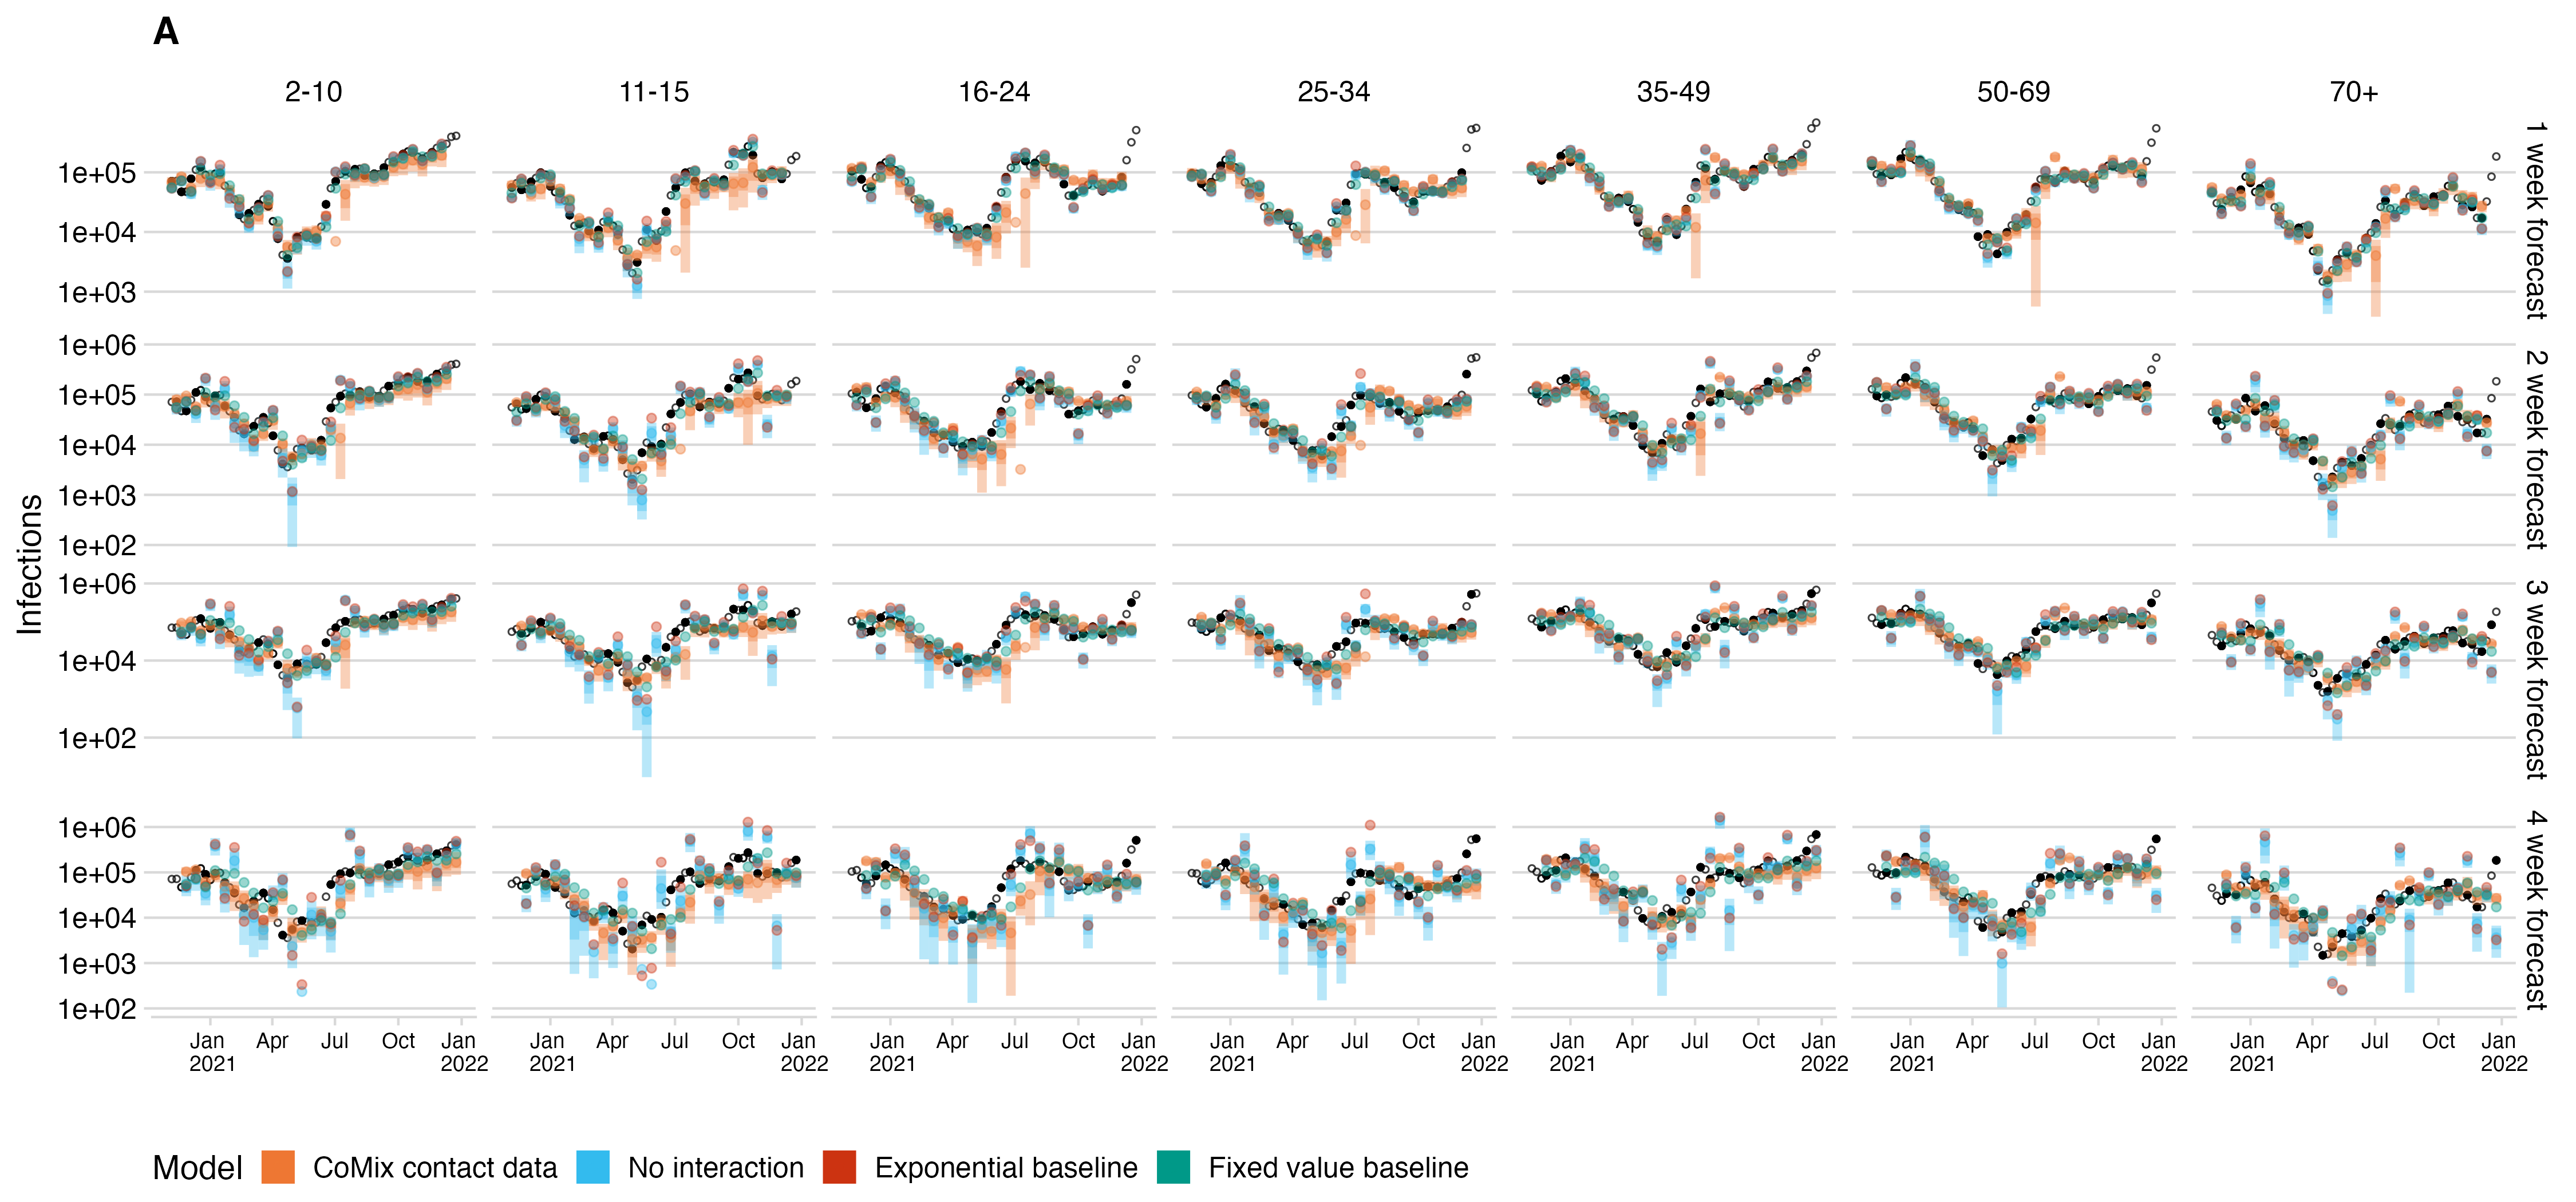 A
2-10 11-15 16-24 25-34 35-49 50-69 70+
1e+05
1e+04
1e+03
1 week forecast
1e+06
1e+05
1e+04
1e+03
1e+02
2 week forecast
Infections
1e+06
1e+04
1e+02
3 week forecast
1e+06
1e+05
1e+04
1e+03
1e+02
4 week forecast
Jan Apr Jul Oct Jan Jan Apr Jul Oct Jan Jan Apr Jul Oct Jan Jan Apr Jul Oct Jan Jan Apr Jul Oct Jan Jan Apr Jul Oct Jan Jan Apr Jul Oct Jan
2021 2022 2021 2022 2021 2022 2021 2022 2021 2022 2021 2022 2021 2022
Model CoMix contact data No interaction Exponential baseline Fixed value baseline